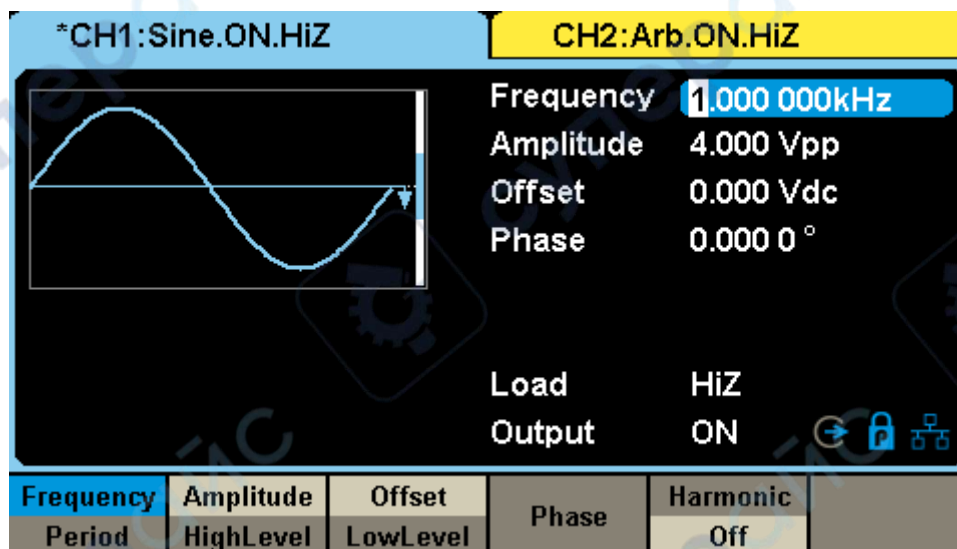 *CH1:Sine.ON.HiZ
CH2:Arb.ON.HiZ
Frequency 1.000 000kHz
Amplitude 4.000 Vpp
Offset 0.000 Vdc
Phase 0.000 0 °
Load HiZ
Output ON
Frequency Amplitude Offset Phase Harmonic
Period HighLevel LowLevel Off